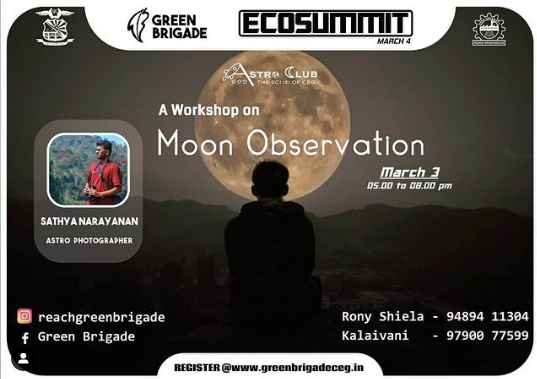 GREEN
BRIGADE
ECOSUMMIT
MARCH 4
ASTRO CLUB
A Workshop on
Moon Observation
March 3
05.00 to 08.00 pm
SATHYA NARAYANAN
ASTRO PHOTOGRAPHER
reachgreenbrigade
Green Brigade
Rony Shiela - 94894 11304
Kalaivani - 97900 77599
REGISTER @www.greenbrigadeceg.in